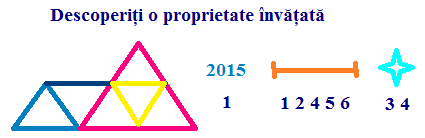 Descoperiți o proprietate învățată
2015
1 1 2 4 5 6 3 4